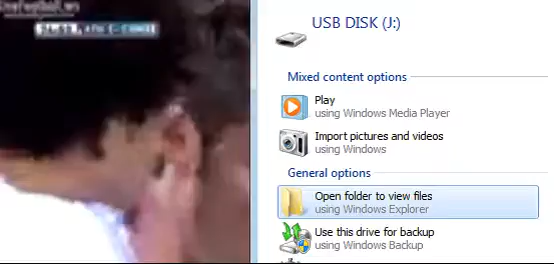 USB DISK (J:)
Mixed content options
Play
using Windows Media Player
Import pictures and videos
using Windows
General options
Open folder to view files
using Windows Explorer
Use this drive for backup
using Windows Backup